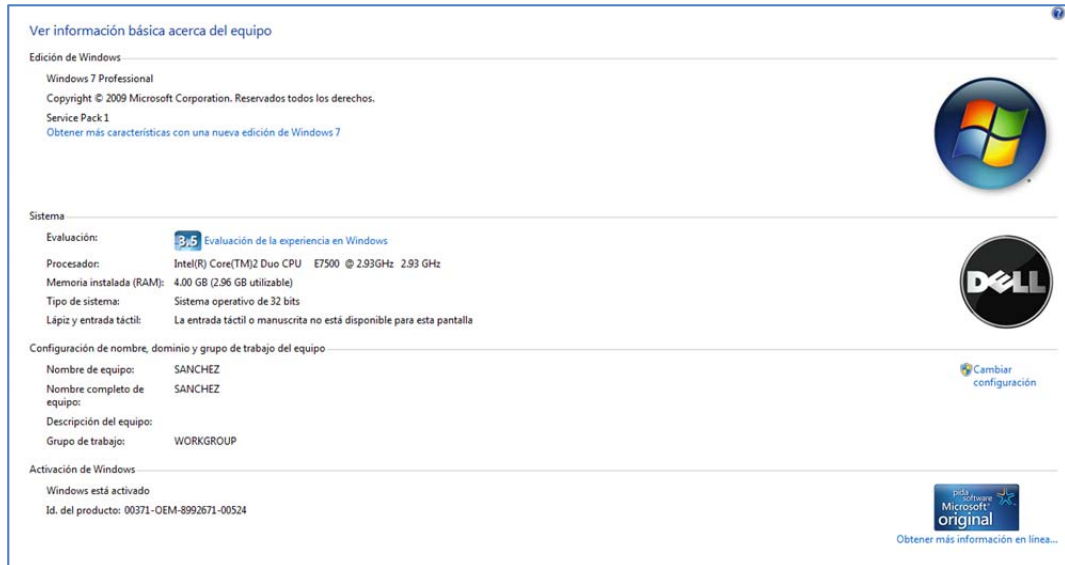 Ver información básica acerca del equipo
Edición de Windows
Windows 7 Professional
Copyright © 2009 Microsoft Corporation. Reservados todos los derechos.
Service Pack 1
Obtener más características con una nueva edición de Windows 7
Sistema
Evaluación: 3,5 Evaluación de la experiencia en Windows
Procesador: Intel(R) Core(TM)2 Duo CPU E7500 @ 2.93GHz 2.93 GHz
Memoria instalada (RAM): 4.00 GB (2.96 GB utilizable)
Tipo de sistema: Sistema operativo de 32 bits
Lápiz y entrada táctil: La entrada táctil o manuscrita no está disponible para esta pantalla
DELL
Configuración de nombre, dominio y grupo de trabajo del equipo
Nombre de equipo: SANCHEZ
Cambiar
configuración
Nombre completo de
equipo: SANCHEZ
Descripción del equipo:
Grupo de trabajo: WORKGROUP
Activación de Windows
Windows está activado
Id. del producto: 00371-OEM-8992671-00524
pida
software
Microsoft
original
Obtener más información en línea...